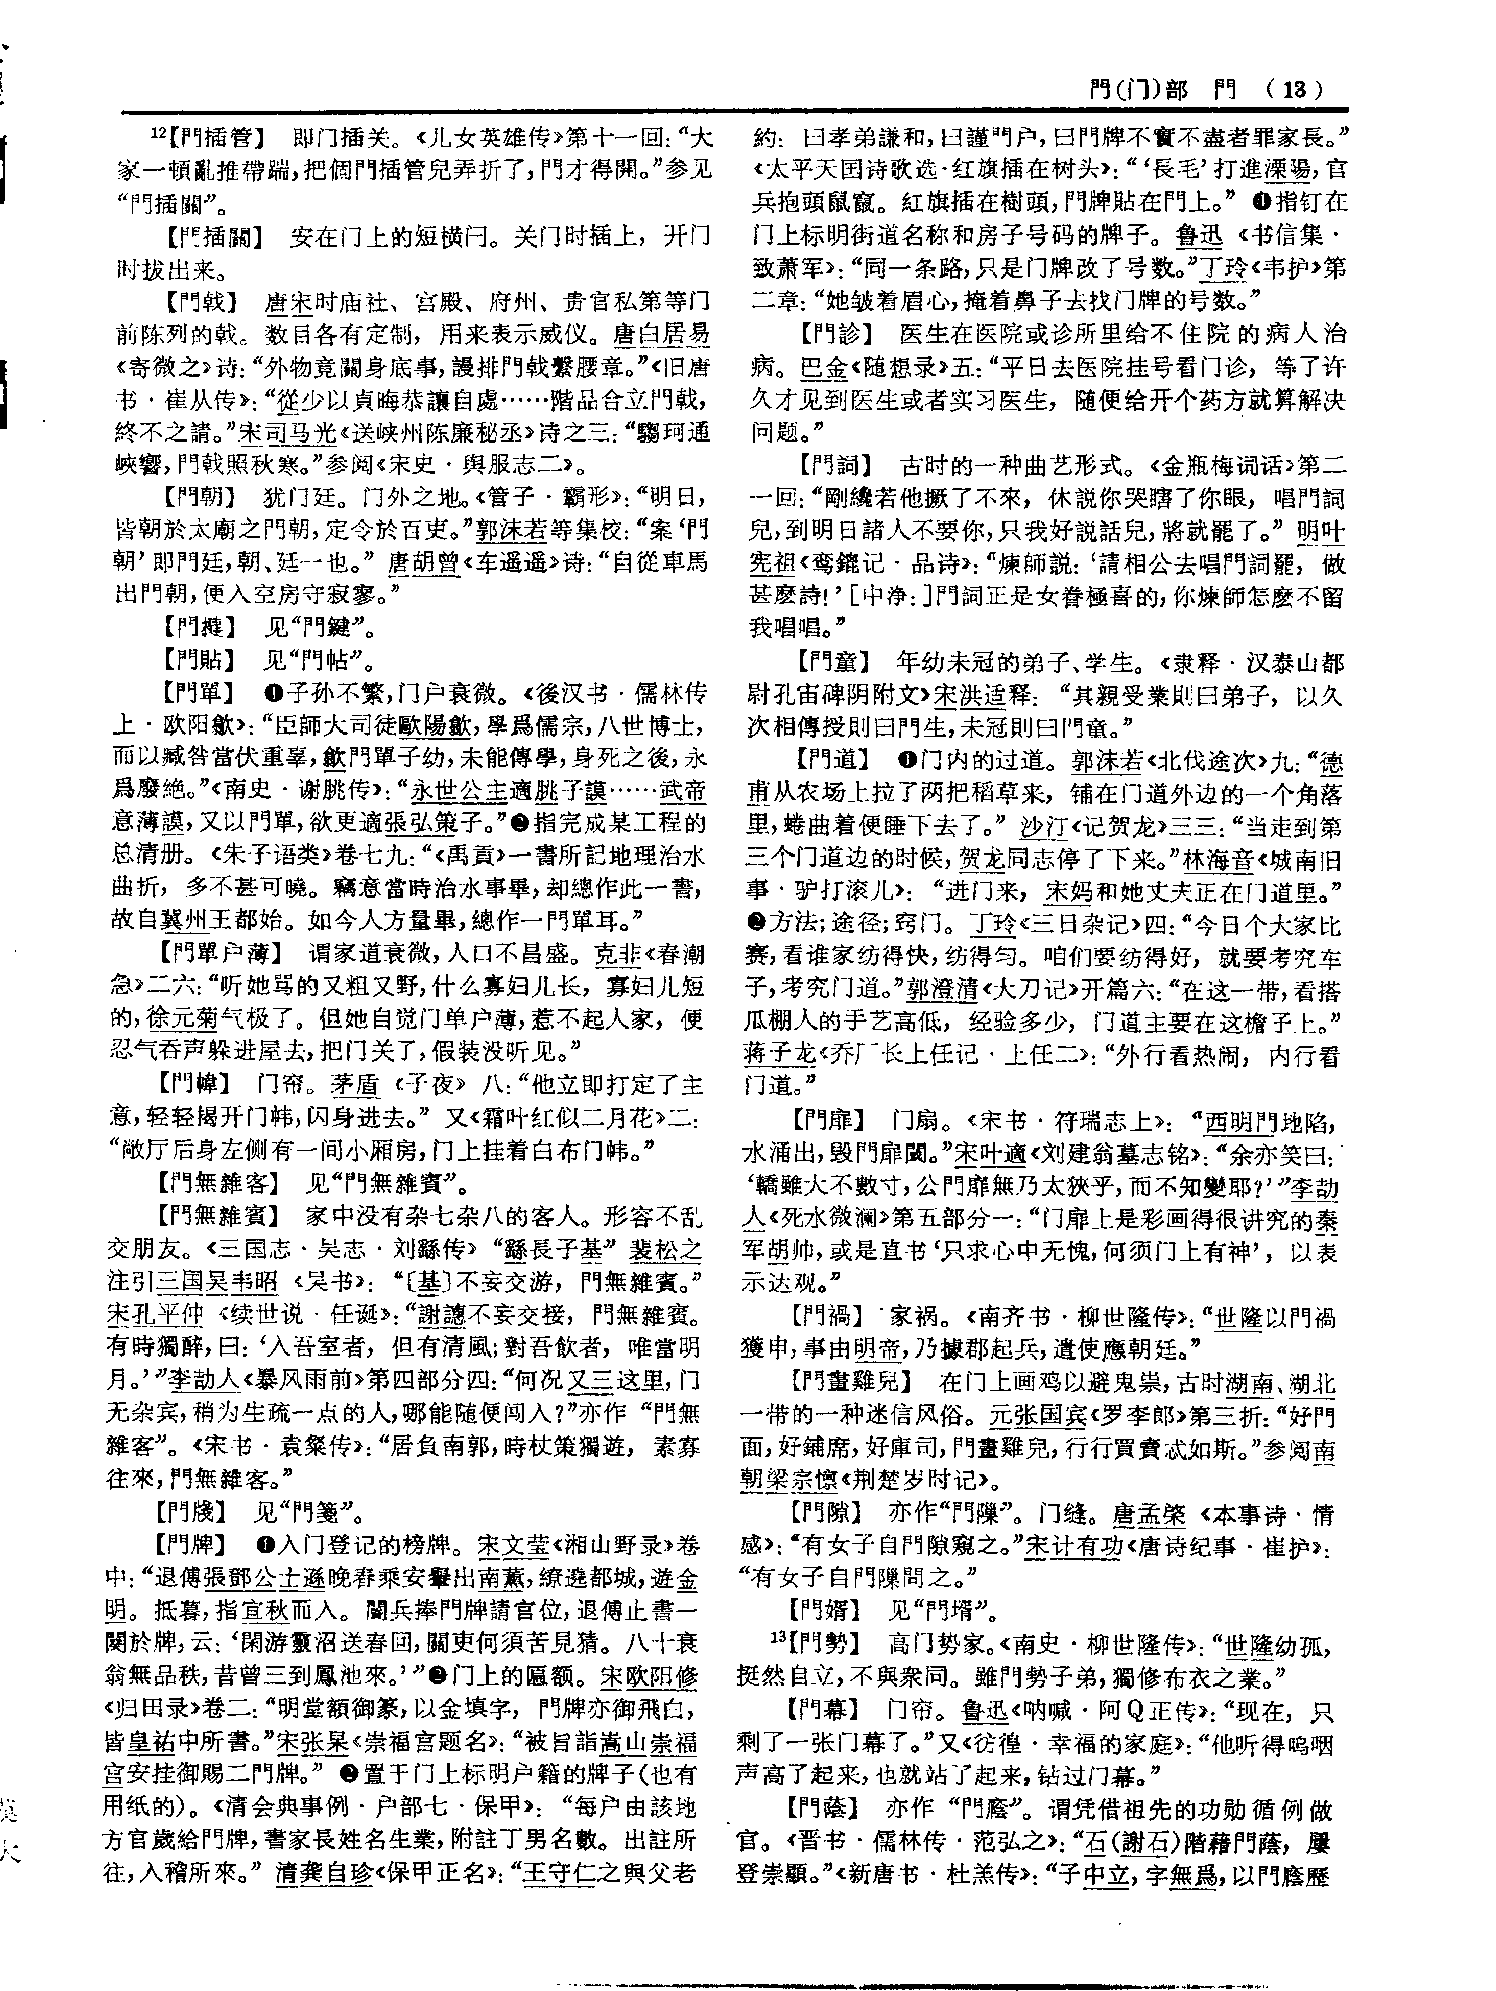 門(门)部 門 (13)
¹²【門插管】 即门插关。《儿女英雄传》第十一回：“大
家一頓亂推帶踹，把個門插管兒弄折了，門才得開。”参见
“門插關”。
【門插關】 安在门上的短横闩。关门时插上，开门
时拔出来。
【門戟】 唐宋时庙社、宫殿、府州、贵官私第等门
前陈列的戟。数目各有定制，用来表示威仪。唐白居易
《寄微之》诗：“外物竟關身底事，謾排門戟繫腰章。”《旧唐
书·崔从传》：“從少以貞晦恭讓自處……階品合立門戟，
終不之請。”宋司马光《送峡州陈廉秘丞》诗之三：“騶珂通
峽響，門戟照秋寒。”参阅《宋史·舆服志二》。
【門朝】 犹门廷。门外之地。《管子·霸形》：“明日，
皆朝於太廟之門朝，定令於百吏。”郭沫若等集校：“案‘門
朝’即門廷，朝、廷一也。” 唐胡曾《车遥遥》诗：“自從車馬
出門朝，便入空房守寂寥。”
【門揵】 见“門鍵”。
【門貼】 见“門帖”。
【門單】 ❶子孙不繁，门户衰微。《後汉书·儒林传
上·欧阳歙》：“臣師大司徒歐陽歙，學爲儒宗，八世博士，
而以臧咎當伏重辜，歙門單子幼，未能傳學，身死之後，永
爲廢絶。”《南史·谢朓传》：“永世公主適朓子謨……武帝
意薄謨，又以門單，欲更適張弘策子。”❷指完成某工程的
总清册。《朱子语类》卷七九：“《禹貢》一書所記地理治水
曲折，多不甚可曉。竊意當時治水事畢，却總作此一書，
故自冀州王都始。如今人方量畢，總作一門單耳。”
【門單户薄】 谓家道衰微，人口不昌盛。克非《春潮
急》二六：“听她骂的又粗又野，什么寡妇儿长，寡妇儿短
的，徐元菊气极了。但她自觉门单户薄，惹不起人家，便
忍气吞声躲进屋去，把门关了，假装没听见。”
【門幃】 门帘。茅盾《子夜》八：“他立即打定了主
意，轻轻揭开门帏，闪身进去。” 又《霜叶红似二月花》二：
“敞厅后身左侧有一间小厢房，门上挂着白布门帏。”
【門無雜客】 见“門無雜賓”。
【門無雜賓】 家中没有杂七杂八的客人。形容不乱
交朋友。《三国志·吴志·刘繇传》“繇長子基”裴松之
注引三国吴韦昭《吴书》：“〔基〕不妄交游，門無雜賓。”
宋孔平仲《续世说·任诞》：“謝譓不妄交接，門無雜賓。
有時獨醉，曰：‘入吾室者，但有清風；對吾飲者，唯當明
月。’”李劼人《暴风雨前》第四部分四：“何况又三这里，门
无杂宾，稍为生疏一点的人，哪能随便闯入？”亦作“門無
雜客”。《宋书·袁粲传》：“居負南郭，時杖策獨遊，素寡
往來，門無雜客。”
【門牋】 见“門箋”。
【門牌】 ❶入门登记的榜牌。宋文莹《湘山野录》卷
中：“退傅張鄧公士遜晚春乘安轝出南薰，繚遶都城，遊金
明。抵暮，指宜秋而入。閽兵捧門牌請官位，退傅止書一
闋於牌，云：‘閑游靈沼送春回，關吏何須苦見猜。八十衰
翁無品秩，昔曾三到鳳池來。’”❷门上的匾额。宋欧阳修
《归田录》卷二：“明堂額御篆，以金填字，門牌亦御飛白，
皆皇祐中所書。”宋张杲《崇福宫题名》：“被旨詣嵩山崇福
宫安挂御賜二門牌。” ❸置于门上标明户籍的牌子(也有
用纸的)。《清会典事例·户部七·保甲》：“每户由該地
方官歲給門牌，書家長姓名生業，附註丁男名數。出註所
往，入稽所來。” 清龚自珍《保甲正名》：“王守仁之與父老
約：曰孝弟謙和，曰謹門户，曰門牌不實不盡者罪家長。”
《太平天国诗歌选·红旗插在树头》：“‘長毛’打進溧陽，官
兵抱頭鼠竄。紅旗插在樹頭，門牌貼在門上。” ❹指钉在
门上标明街道名称和房子号码的牌子。鲁迅《书信集·
致萧军》：“同一条路，只是门牌改了号数。”丁玲《韦护》第
二章：“她皱着眉心，掩着鼻子去找门牌的号数。”
【門診】 医生在医院或诊所里给不住院的病人治
病。巴金《随想录》五：“平日去医院挂号看门诊，等了许
久才见到医生或者实习医生，随便给开个药方就算解决
问题。”
【門詞】 古时的一种曲艺形式。《金瓶梅词话》第二
一回：“剛纔若他撅了不來，休説你哭瞎了你眼，唱門詞
兒，到明日諸人不要你，只我好説話兒，將就罷了。” 明叶
宪祖《鸾鎞记·品诗》：“煉師説：‘請相公去唱門詞罷，做
甚麽詩！’[中净：]門詞正是女眷極喜的，你煉師怎麽不留
我唱唱。”
【門童】 年幼未冠的弟子、学生。《隶释·汉泰山都
尉孔宙碑阴附文》宋洪适释：“其親受業則曰弟子，以久
次相傳授則曰門生，未冠則曰門童。”
【門道】 ❶门内的过道。郭沫若《北伐途次》九：“德
甫从农场上拉了两把稻草来，铺在门道外边的一个角落
里，蜷曲着便睡下去了。” 沙汀《记贺龙》三三：“当走到第
三个门道边的时候，贺龙同志停了下来。”林海音《城南旧
事·驴打滚儿》：“进门来，宋妈和她丈夫正在门道里。”
❷方法；途径；窍门。丁玲《三日杂记》四：“今日个大家比
赛，看谁家纺得快，纺得匀。咱们要纺得好，就要考究车
子，考究门道。”郭澄清《大刀记》开篇六：“在这一带，看搭
瓜棚人的手艺高低，经验多少，门道主要在这檐子上。”
蒋子龙《乔厂长上任记·上任二》：“外行看热闹，内行看
门道。”
【門扉】 门扇。《宋书·符瑞志上》：“西明門地陷，
水涌出，毁門扉閾。”宋叶適《刘建翁墓志铭》：“余亦笑曰：
‘轎雖大不數寸，公門扉無乃太狹乎，而不知變耶？’”李劼
人《死水微澜》第五部分一：“门扉上是彩画得很讲究的秦
军胡帅，或是直书‘只求心中无愧，何须门上有神’，以表
示达观。”
【門禍】 家祸。《南齐书·柳世隆传》：“世隆以門禍
獲申，事由明帝，乃據郡起兵，遣使應朝廷。”
【門畫雞兒】 在门上画鸡以避鬼祟，古时湖南、湖北
一带的一种迷信风俗。元张国宾《罗李郎》第三折：“好門
面，好鋪席，好庫司，門畫雞兒，行行買賣忒如斯。”参阅南
朝梁宗懔《荆楚岁时记》。
【門隙】 亦作“門隟”。门缝。唐孟棨《本事诗·情
感》：“有女子自門隙窺之。”宋计有功《唐诗纪事·崔护》：
“有女子自門隟問之。”
【門婿】 见“門壻”。
¹³【門勢】 高门势家。《南史·柳世隆传》：“世隆幼孤，
挺然自立，不與衆同。雖門勢子弟，獨修布衣之業。”
【門幕】 门帘。鲁迅《呐喊·阿Q正传》：“现在，只
剩了一张门幕了。”又《彷徨·幸福的家庭》：“他听得呜咽
声高了起来，也就站了起来，钻过门幕。”
【門蔭】 亦作“門廕”。谓凭借祖先的功勋循例做
官。《晋书·儒林传·范弘之》：“石(謝石)階藉門蔭，屢
登崇顯。”《新唐书·杜羔传》：“子中立，字無爲，以門廕歷